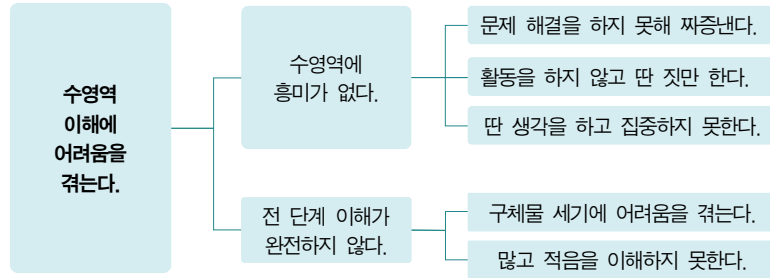 수영역
이해에
어려움을
겪는다.
수영역에
흥미가 없다.
문제 해결을 하지 못해 짜증낸다.
활동을 하지 않고 딴 짓만 한다.
딴 생각을 하고 집중하지 못한다.
전 단계 이해가
완전하지 않다.
구체물 세기에 어려움을 겪는다.
많고 적음을 이해하지 못한다.